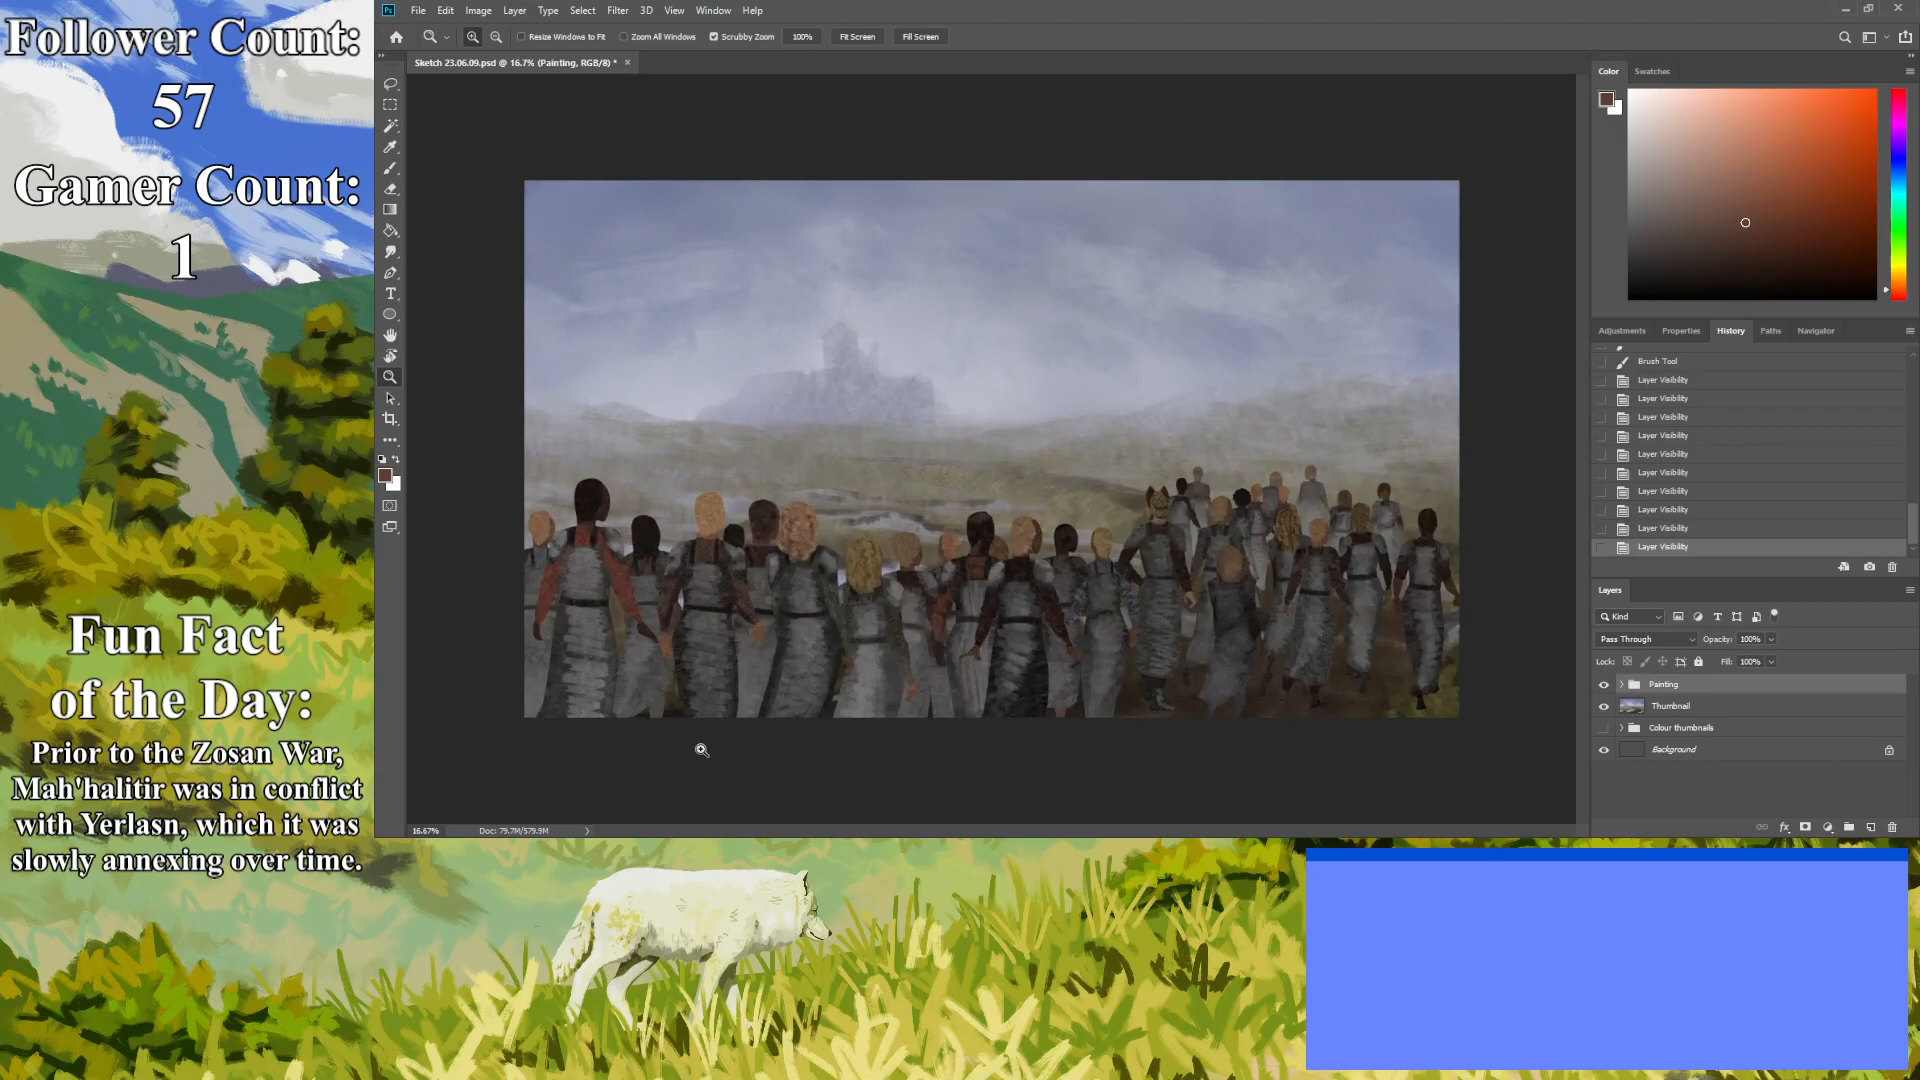 Follower Count:
57
Gamer Count:
1
Fun Fact
of the Day:
Prior to the Zosan War,
Mah'halitir was in conflict
with Yerlasn, which it was
slowly annexing over time.
Ps File Edit Image Layer Type Select Filter 3D View Window Help
Resize Windows to Fit Zoom All Windows Scrubby Zoom 100% Fit Screen Fill Screen
Sketch 23.06.09.psd @ 16.7% (Painting, RGB/8) *
T
16.67% Doc: 79.7M/579.9M
Color Swatches
Adjustments Properties History Paths Navigator
Brush Tool
Layer Visibility
Layer Visibility
Layer Visibility
Layer Visibility
Layer Visibility
Layer Visibility
Layer Visibility
Layer Visibility
Layer Visibility
Layer Visibility
Layers
Kind T
Pass Through Opacity: 100%
Lock: Fill: 100%
Painting
Thumbnail
Colour thumbnails
Background
fx